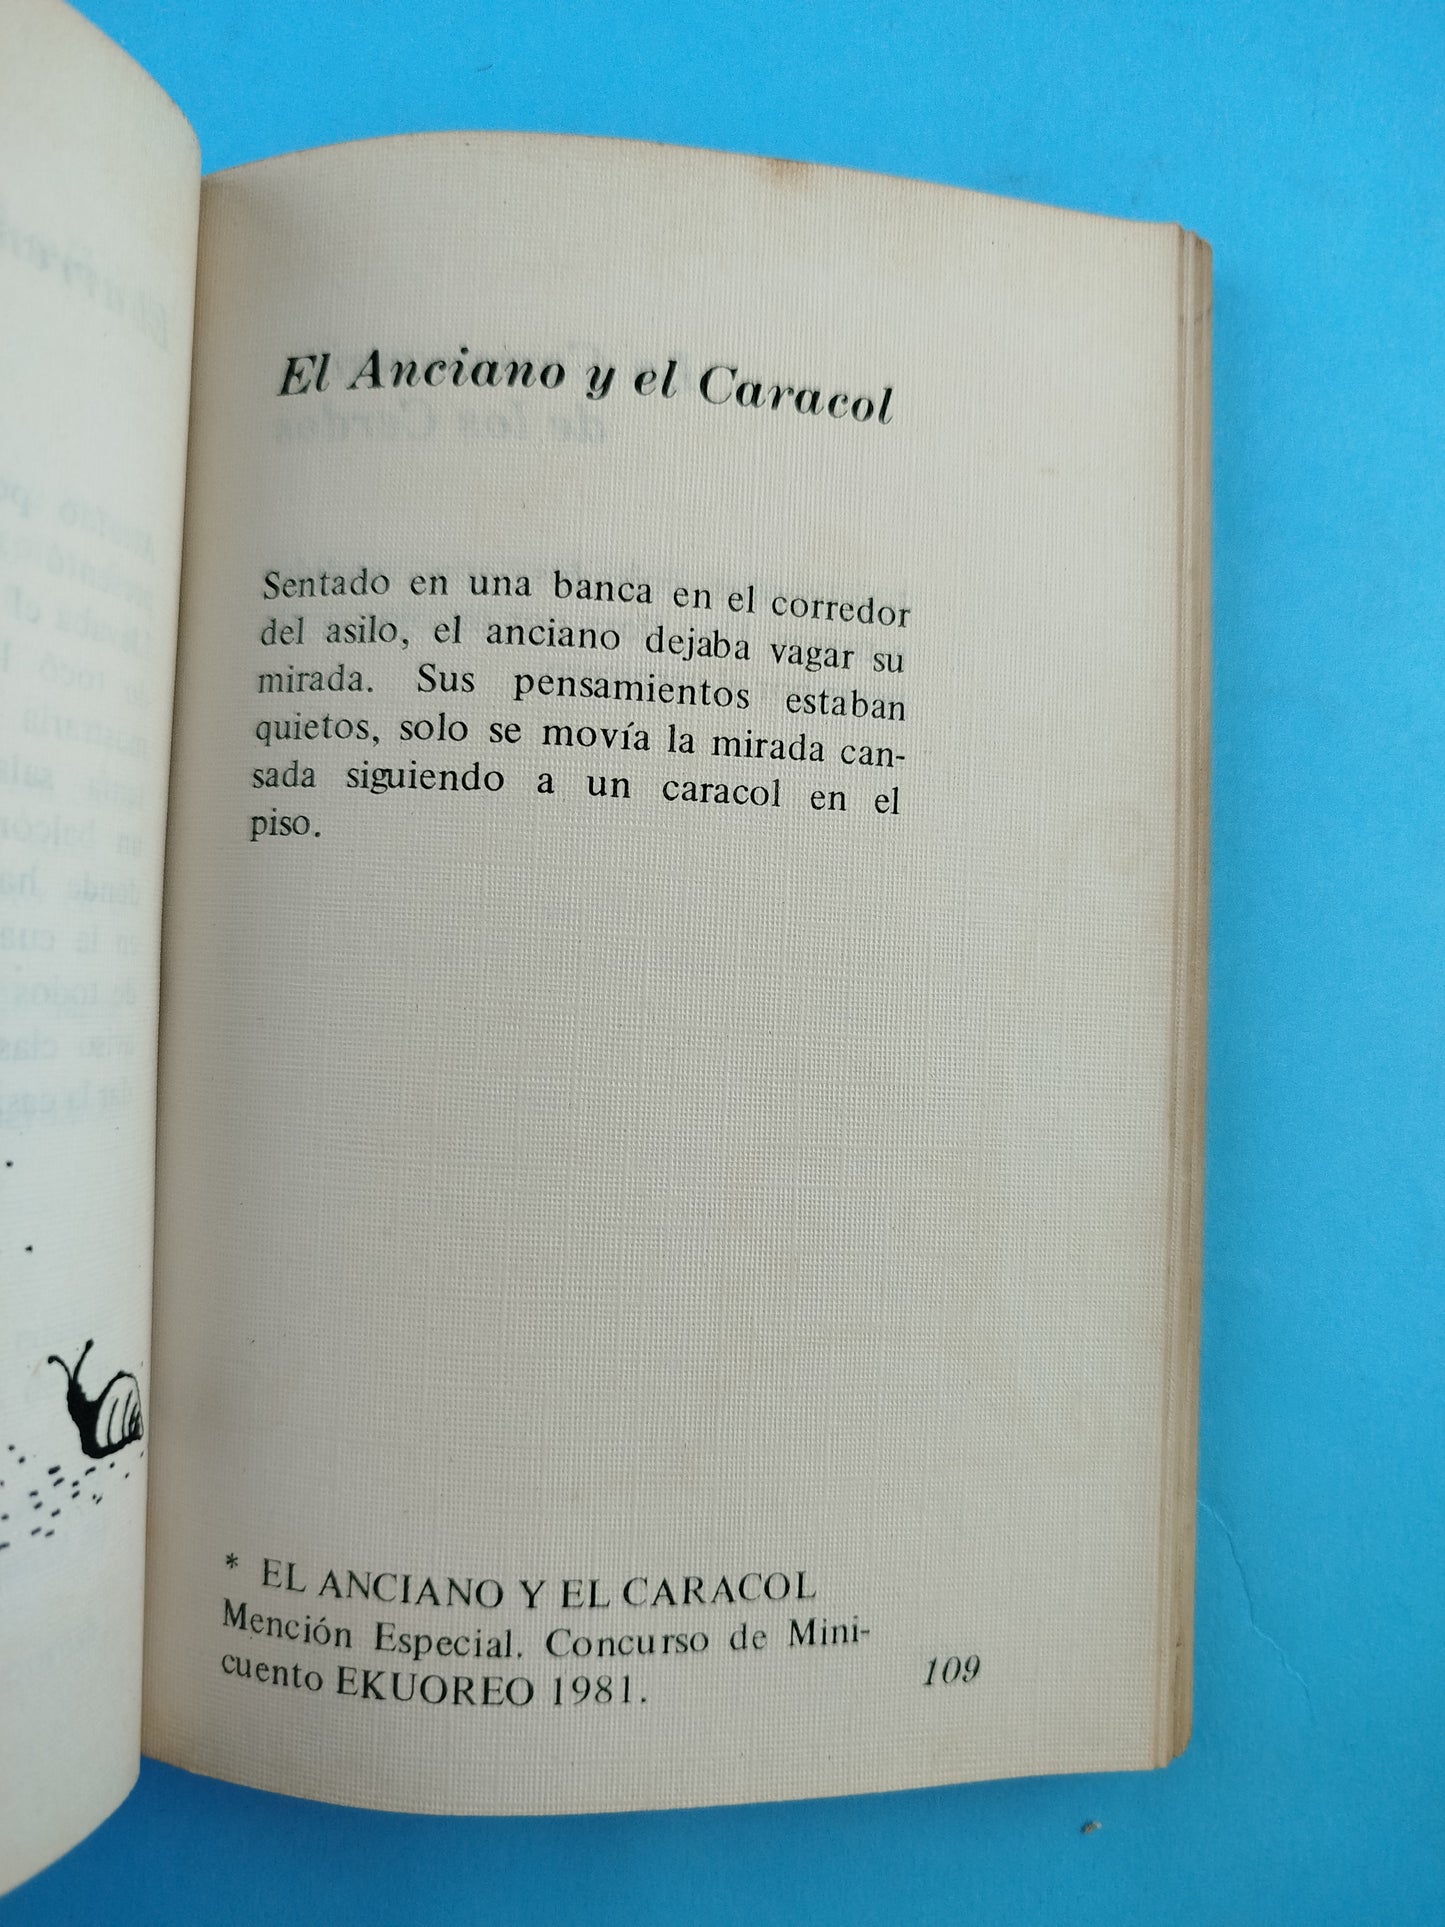 El Anciano y el Caracol
Sentado en una banca en el corredor
del asilo, el anciano dejaba vagar su
mirada. Sus pensamientos estaban
quietos, solo se movía la mirada can-
sada siguiendo a un caracol en el
piso.
* EL ANCIANO Y EL CARACOL
Mención Especial. Concurso de Mini-
cuento EKUOREO 1981.
109